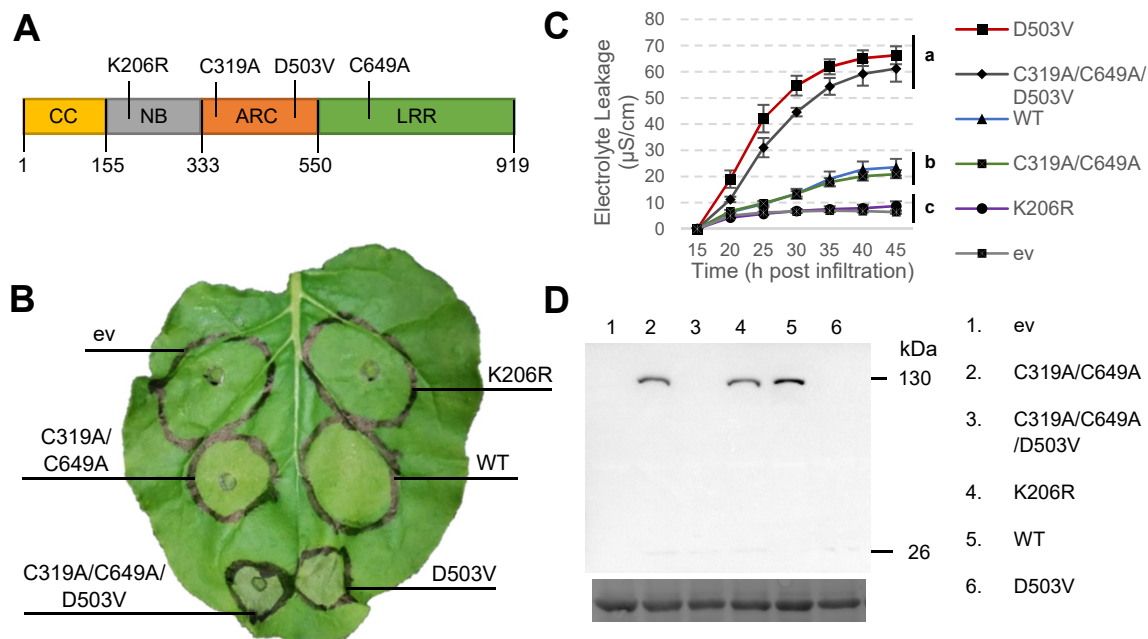 A
K206R
C319A
D503V
C649A
CC
NB
ARC
LRR
1
155
333
550
919
B
ev
K206R
C319A/
C649A
WT
C319A/C649A/
D503V
D503V
C
Electrolyte Leakage
(µS/cm)
80
70
60
50
40
30
20
10
0
15 20 25 30 35 40 45
Time (h post infiltration)
a
b
c
D503V
C319A/C649A/
D503V
WT
C319A/C649A
K206R
ev
D
1 2 3 4 5 6
kDa
130
26
1. ev
2. C319A/C649A
3. C319A/C649A
/D503V
4. K206R
5. WT
6. D503V